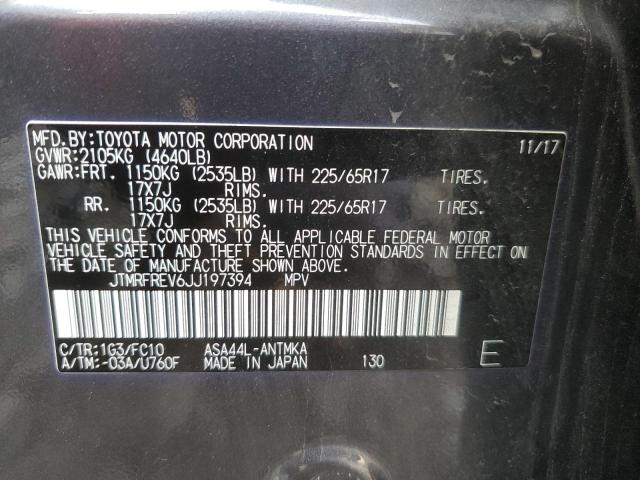 MFD.BY:TOYOTA MOTOR CORPORATION 11/17
GVWR:2105KG (4640LB)
GAWR:FRT. 1150KG (2535LB) WITH 225/65R17 TIRES.
17X7J RIMS.
RR. 1150KG (2535LB) WITH 225/65R17 TIRES.
17X7J RIMS.
THIS VEHICLE CONFORMS TO ALL APPLICABLE FEDERAL MOTOR
VEHICLE SAFETY AND THEFT PREVENTION STANDARDS IN EFFECT ON
THE DATE OF MANUFACTURE SHOWN ABOVE.
JTMRFREV6JJ197394 MPV
C/TR:1G3/FC10 ASA44L-ANTMKA
A/TM:-03A/U760F MADE IN JAPAN 130 E